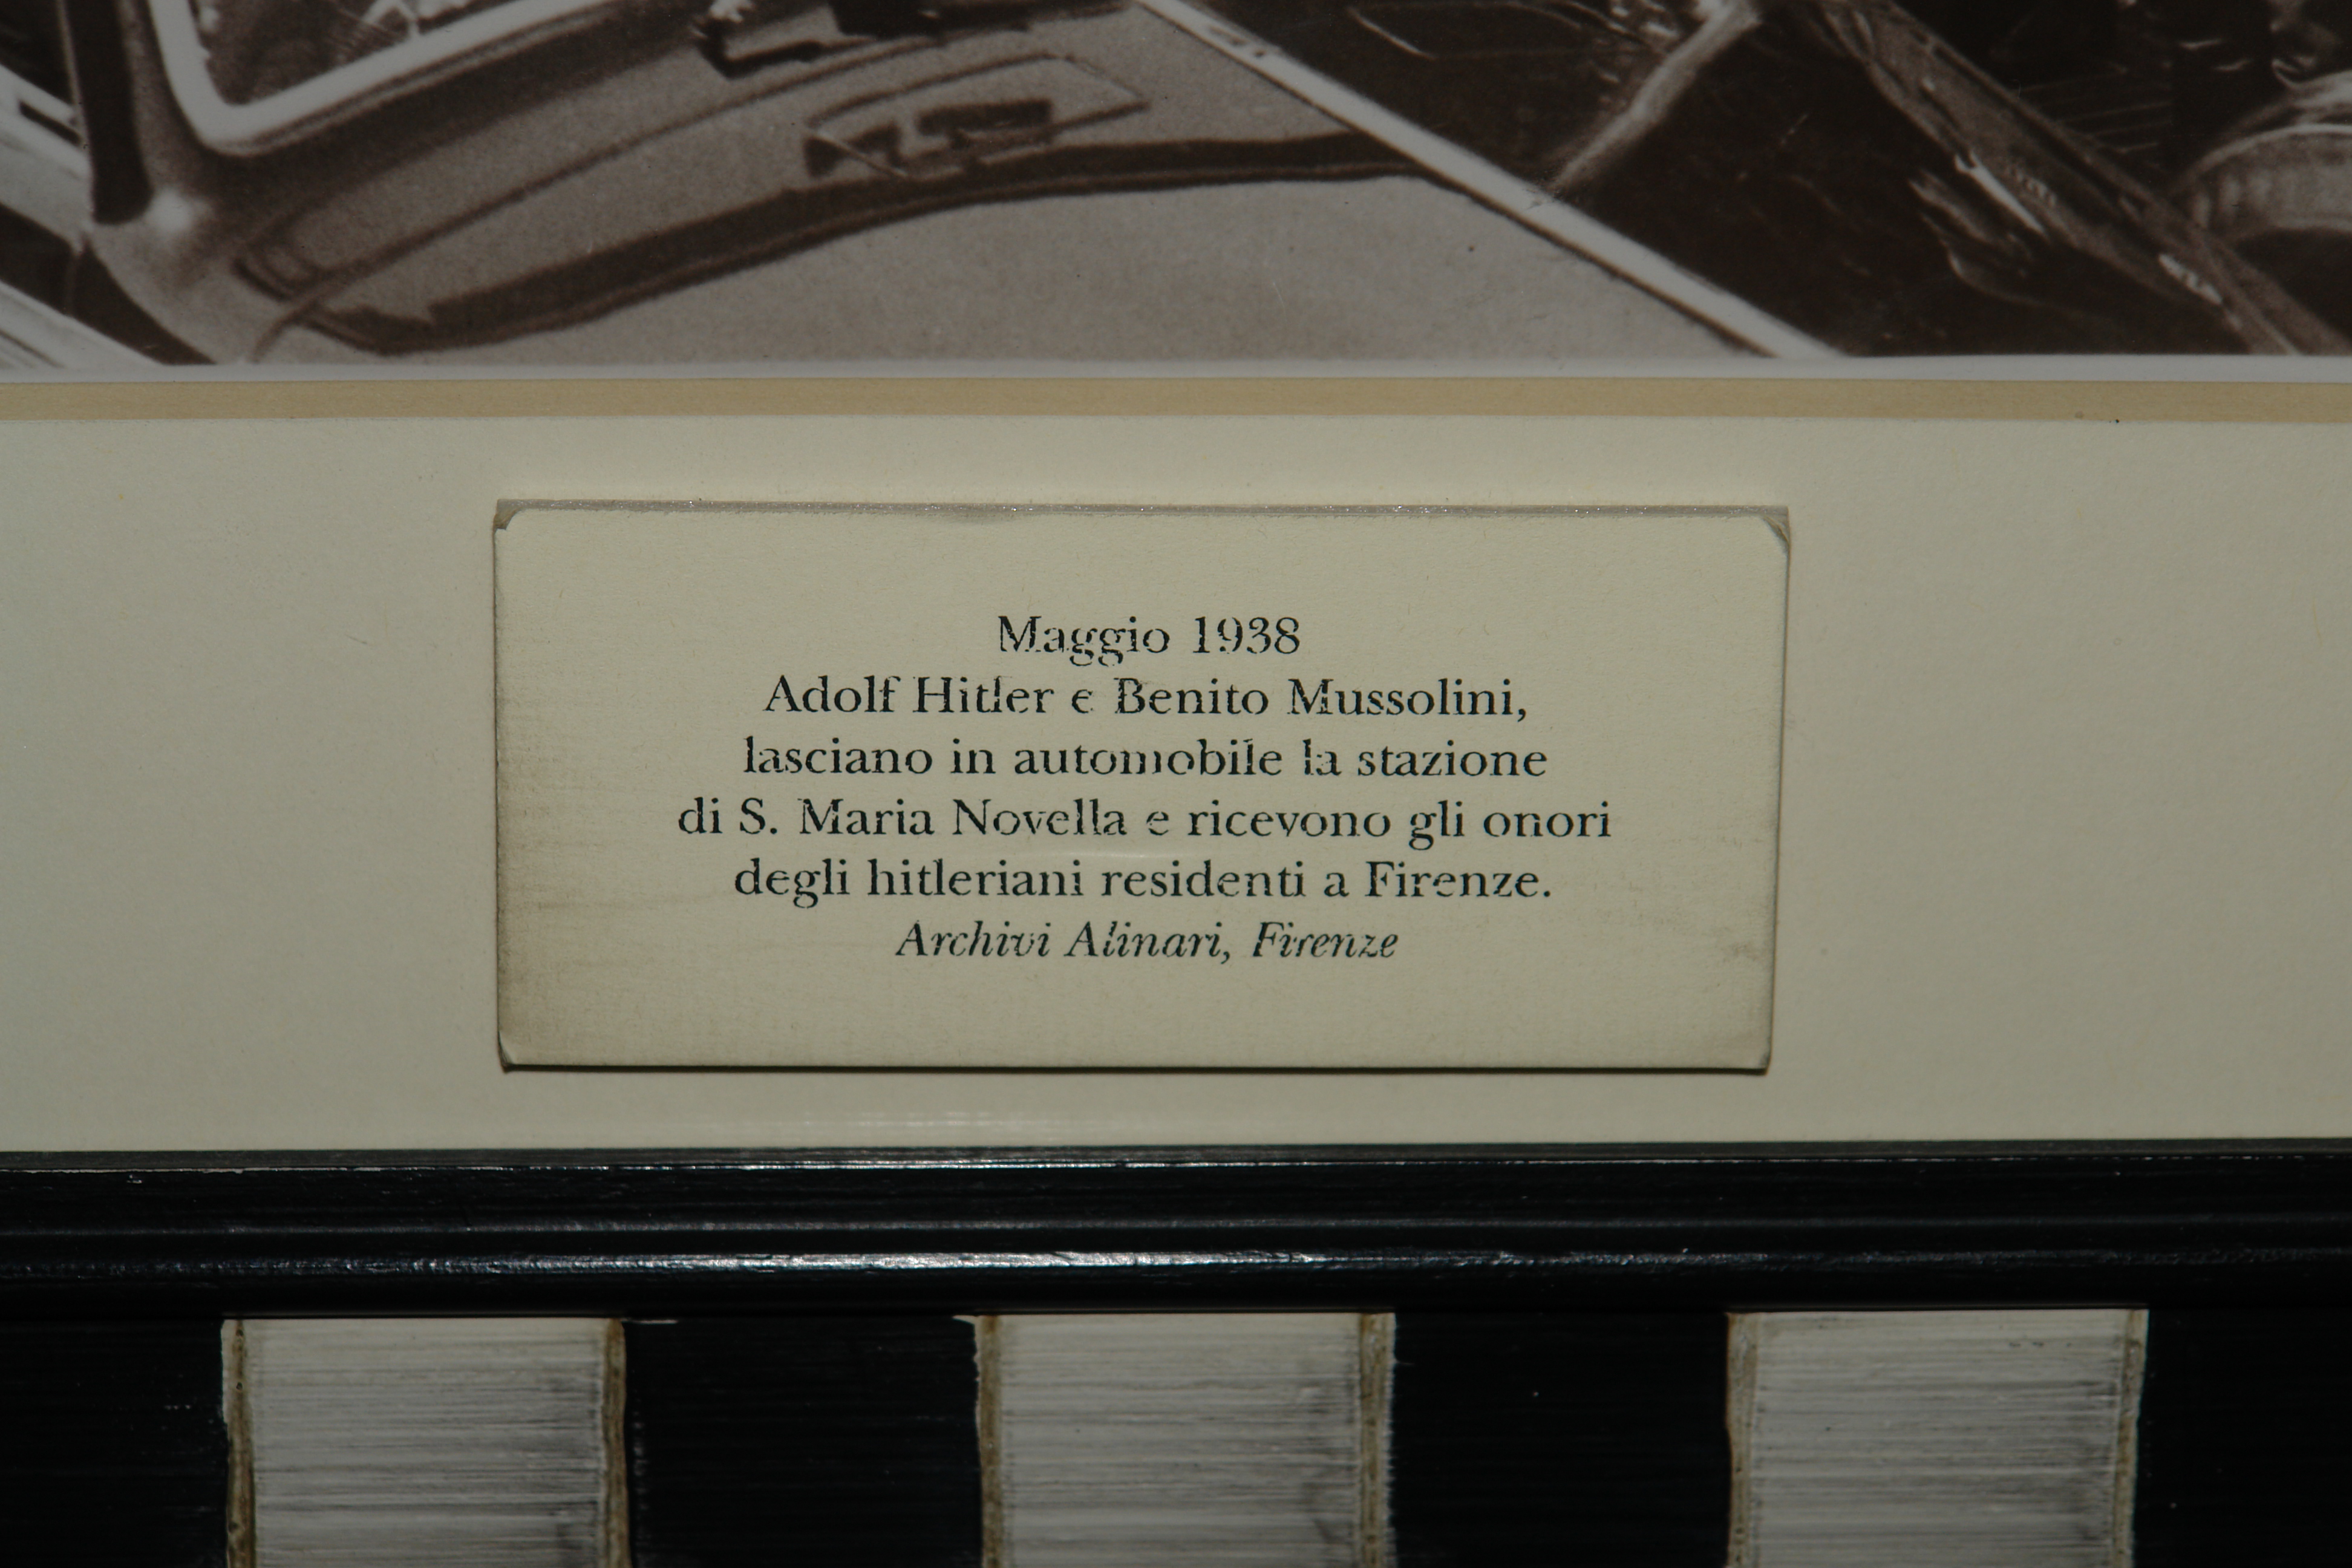 Maggio 1938
Adolf Hitler e Benito Mussolini,
lasciano in automobile la stazione
di S. Maria Novella e ricevono gli onori
degli hitleriani residenti a Firenze.
Archivi Alinari, Firenze